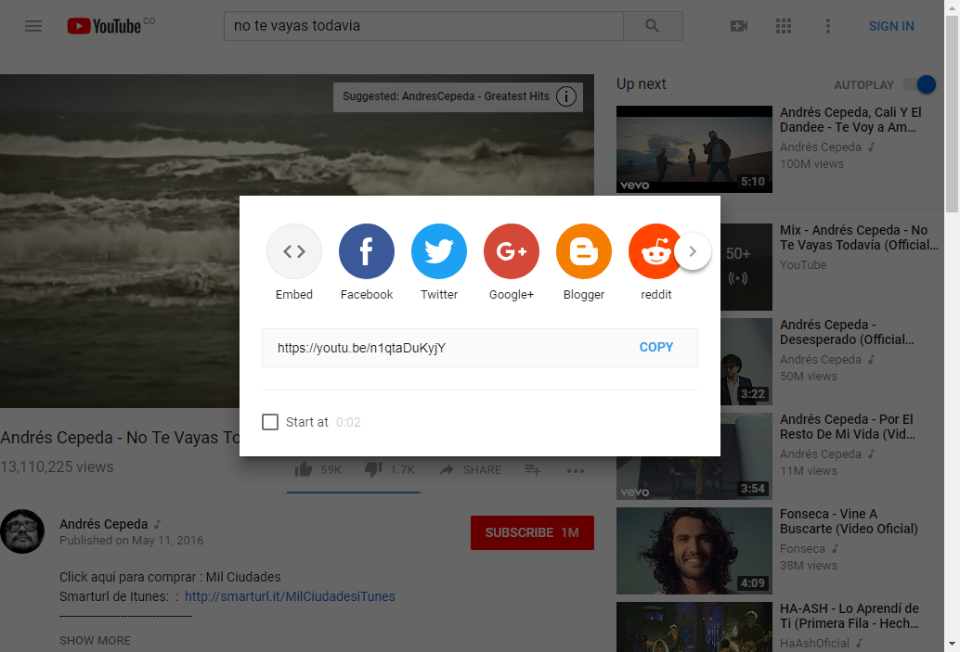 YouTube CO
no te vayas todavia
SIGN IN
Suggested: AndresCepeda - Greatest Hits
Up next
AUTOPLAY
vevo
5:10
Andrés Cepeda, Cali Y El
Dandee - Te Voy a Am...
Andrés Cepeda
100M views
50+
Mix - Andrés Cepeda - No
Te Vayas Todavía (Official...
YouTube
3:22
Andrés Cepeda -
Desesperado (Official...
Andrés Cepeda
50M views
vevo
3:54
Andrés Cepeda - Por El
Resto De Mi Vida (Vid...
Andrés Cepeda
11M views
4:09
Fonseca - Vine A
Buscarte (Video Oficial)
Fonseca
38M views
HA-ASH - Lo Aprendí de
Ti (Primera Fila - Hech...
HaAshOficial
Embed
Facebook
Twitter
Google+
Blogger
reddit
https://youtu.be/n1qtaDuKyjY
COPY
Start at 0:02
Andrés Cepeda - No Te Vayas To
13,110,225 views
59K
1.7K
SHARE
Andrés Cepeda
Published on May 11, 2016
SUBSCRIBE 1M
Click aquí para comprar : Mil Ciudades
Smarturl de Itunes: : http://smarturl.it/MilCiudadesiTunes
------------------------------------
SHOW MORE